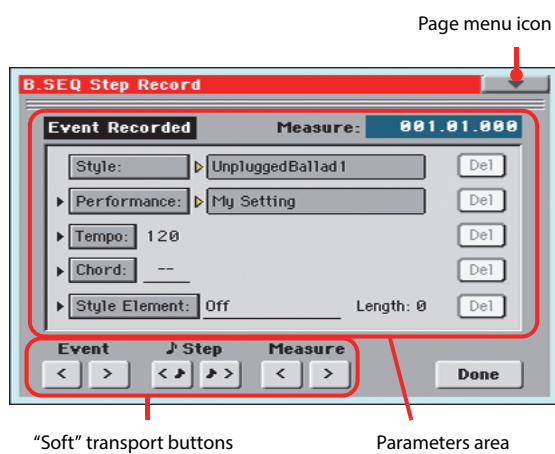 Page menu icon
B.SEQ Step Record
Event Recorded Measure: 001.01.000
Style: UnpluggedBallad1 Del
Performance: My Setting Del
Tempo: 120 Del
Chord: -- Del
Style Element: Off Length: 0 Del
Event ♪ Step Measure
< > < ♪ ♪ > < > Done
“Soft” transport buttons Parameters area